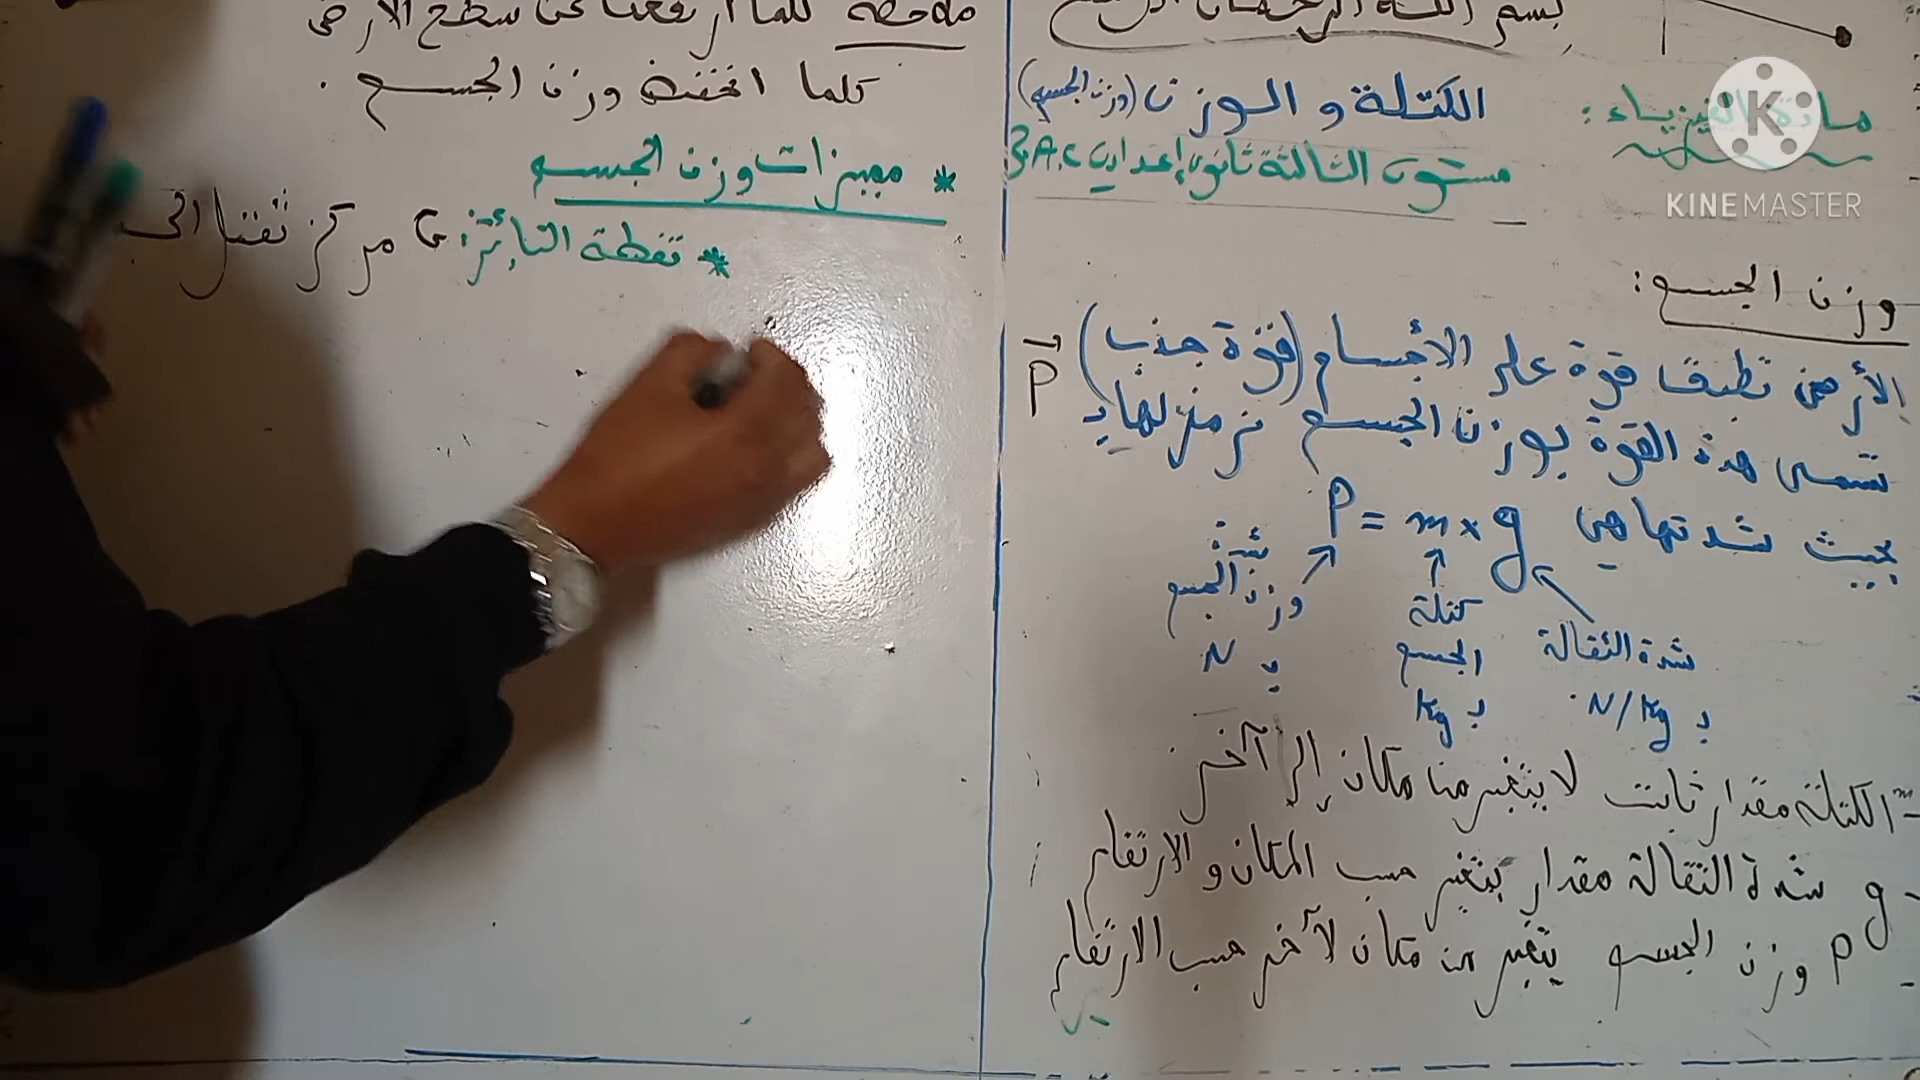 بسم الله الرحمان الرحيم
مادة الفيزياء :
الكتلة و الوزن (وزن الجسم)
مستوى الثالثة ثانوي إعدادي 3A.C
وزن الجسم :
الأرض تطبق قوة على الأجسام (قوة جذب)
تسمى هذه القوة بوزن الجسم نرمز لها بـ P
بحيث شدتها هي P = m × g
شدة وزن الجسم بـ N
كتلة الجسم بـ Kg
شدة الثقالة بـ N/Kg
- m الكتلة مقدار ثابت لا يتغير من مكان إلى آخر
- g شدة الثقالة مقدار يتغير حسب المكان و الارتفاع
- P وزن الجسم يتغير من مكان لآخر حسب الارتفاع
ملاحظة كلما ارتفعنا عن سطح الأرض
كلما انخفض وزن الجسم .
* مميزات وزن الجسم
* نقطة التأثير : G مركز ثقل الجـ
KINEMASTER